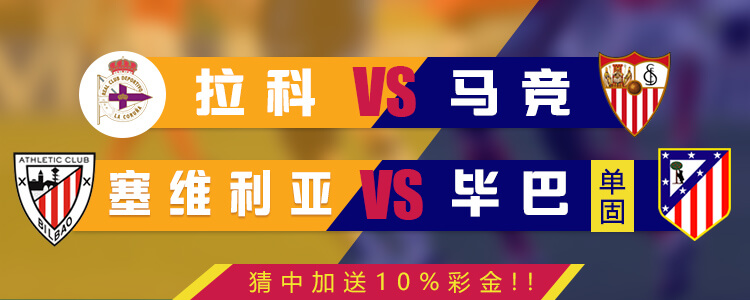 REAL CLUB DEPORTIVO
LA CORUÑA
拉科 VS 马竞
ATHLETIC CLUB
BILBAO
塞维利亚 VS 毕巴 单固
猜中加送10%彩金!!